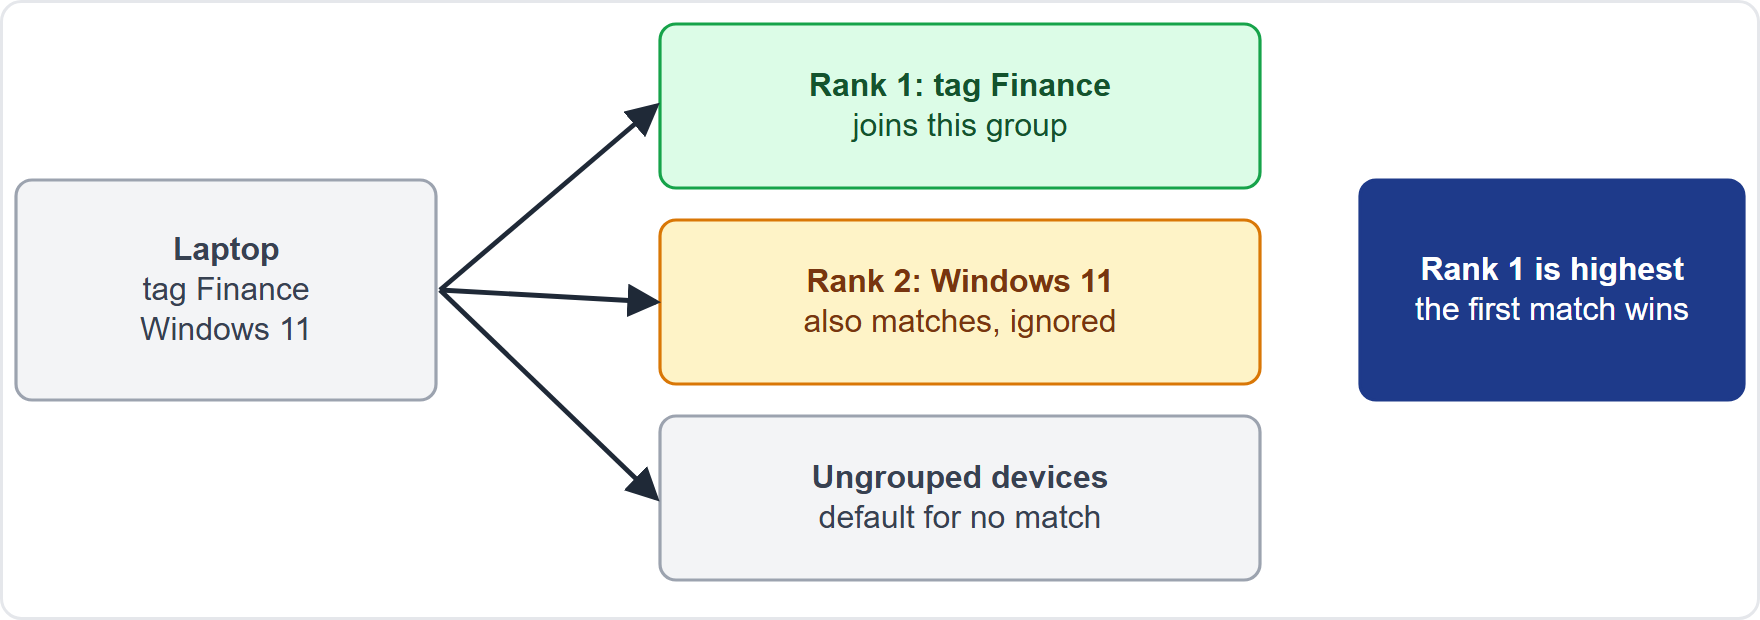 Laptop
tag Finance
Windows 11
Rank 1: tag Finance
joins this group
Rank 2: Windows 11
also matches, ignored
Ungrouped devices
default for no match
Rank 1 is highest
the first match wins